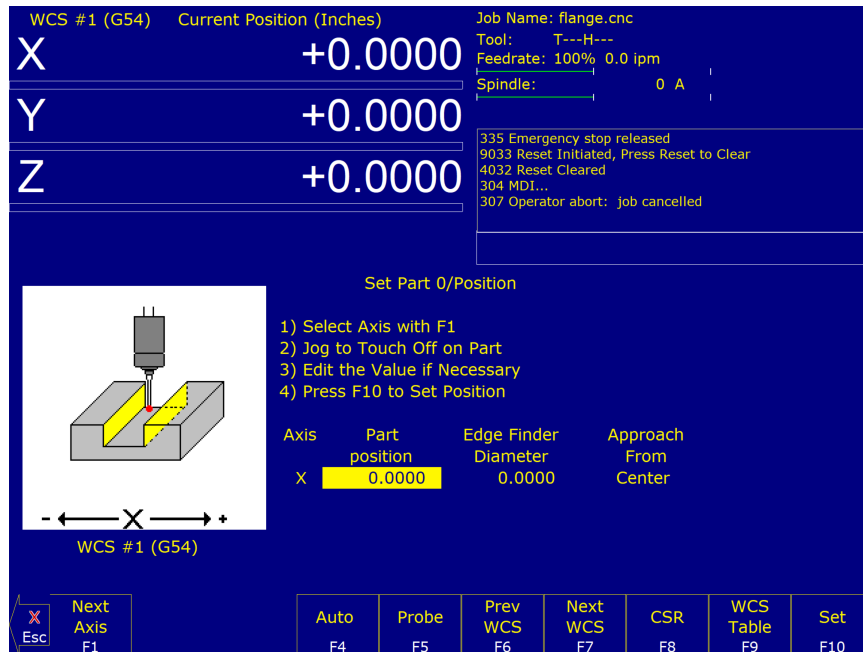 WCS #1 (G54) Current Position (Inches)
X +0.0000
Y +0.0000
Z +0.0000
Job Name: flange.cnc
Tool: T---H---
Feedrate: 100% 0.0 ipm
Spindle: 0 A
335 Emergency stop released
9033 Reset Initiated, Press Reset to Clear
4032 Reset Cleared
304 MDI...
307 Operator abort: job cancelled
Set Part 0/Position
1) Select Axis with F1
2) Jog to Touch Off on Part
3) Edit the Value if Necessary
4) Press F10 to Set Position
Axis Part position Edge Finder Diameter Approach From
X 0.0000 0.0000 Center
- X +
WCS #1 (G54)
X Esc
Next Axis F1
Auto F4
Probe F5
Prev WCS F6
Next WCS F7
CSR F8
WCS Table F9
Set F10